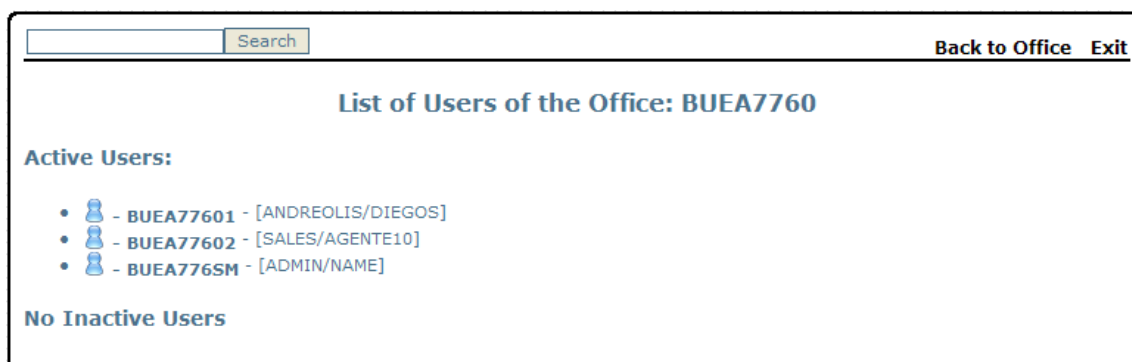 Search
Back to Office Exit
List of Users of the Office: BUEA7760
Active Users:
- BUEA77601 - [ANDREOLIS/DIEGOS]
- BUEA77602 - [SALES/AGENTE10]
- BUEA776SM - [ADMIN/NAME]
No Inactive Users